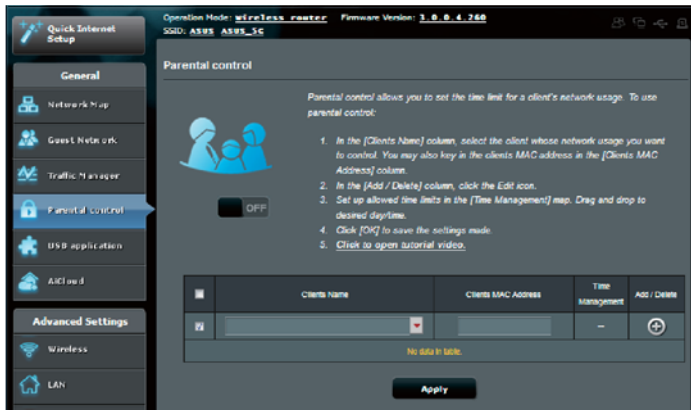 Quick Internet
Setup
Operation Mode: Wireless router Firmware Version: 3.0.0.4.260
SSID: ASUS ASUS_5G
General
Network Map
Guest Network
Traffic Manager
Parental control
USB application
AiCloud
Advanced Settings
Wireless
LAN
Parental control
Parental control allows you to set the time limit for a client's network usage. To use
parental control:
1. In the [Clients Name] column, select the client whose network usage you want
to control. You may also key in the clients MAC address in the [Clients MAC
Address] column.
2. In the [Add / Delete] column, click the Edit icon.
3. Set up allowed time limits in the [Time Management] map. Drag and drop to
desired day/time.
4. Click [OK] to save the settings made.
5. Click to open tutorial video.
OFF
Clients Name
Clients MAC Address
Time
Management
Add / Delete
–
No data in table.
Apply